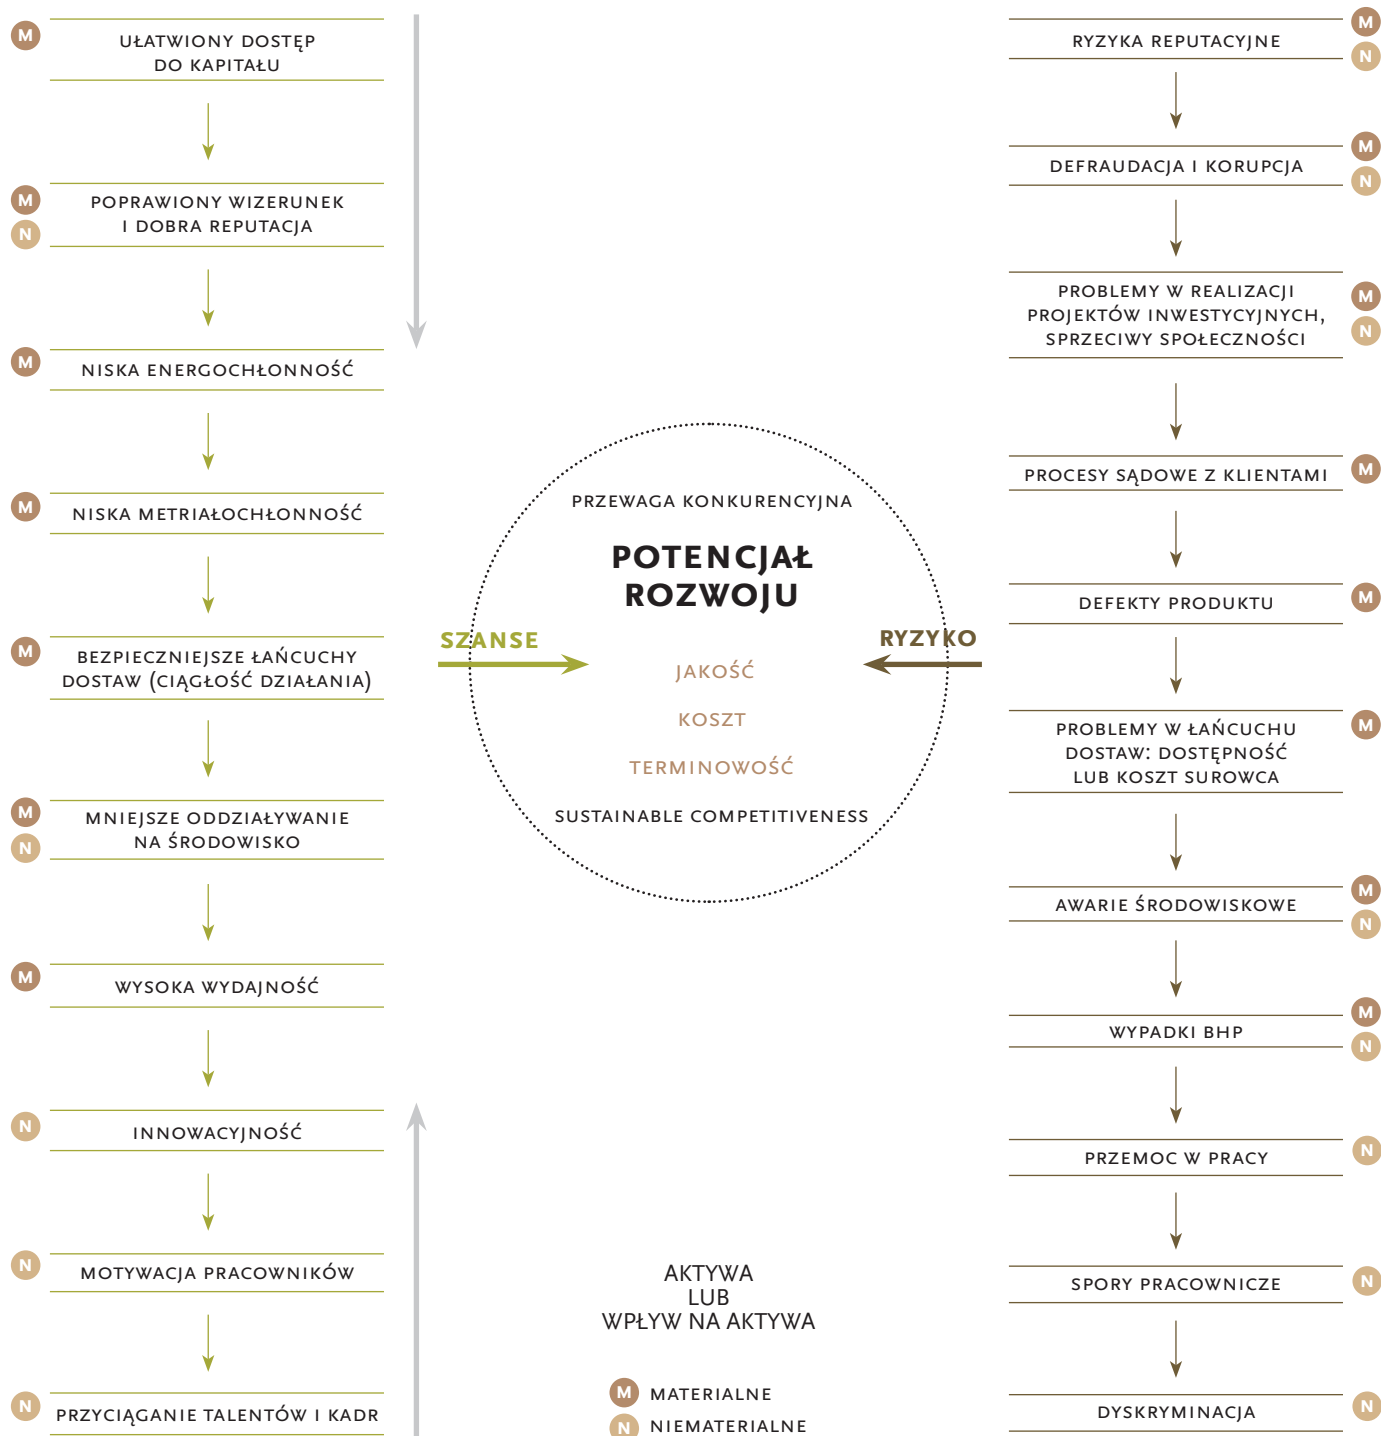 M
UŁATWIONY DOSTĘP
DO KAPITAŁU
M
N
POPRAWIONY WIZERUNEK
I DOBRA REPUTACJA
M
NISKA ENERGOCHŁONNOŚĆ
M
NISKA METRIAŁOCHŁONNOŚĆ
M
BEZPIECZNIEJSZE ŁAŃCUCHY
DOSTAW (CIĄGŁOŚĆ DZIAŁANIA)
M
N
MNIEJSZE ODDZIAŁYWANIE
NA ŚRODOWISKO
M
WYSOKA WYDAJNOŚĆ
N
INNOWACYJNOŚĆ
N
MOTYWACJA PRACOWNIKÓW
N
PRZYCIĄGANIE TALENTÓW I KADR
SZANSE
PRZEWAGA KONKURENCYJNA
POTENCJAŁ
ROZWOJU
JAKOŚĆ
KOSZT
TERMINOWOŚĆ
SUSTAINABLE COMPETITIVENESS
RYZYKO
AKTYWA
LUB
WPŁYW NA AKTYWA
M MATERIALNE
N NIEMATERIALNE
RYZYKA REPUTACYJNE
M
N
DEFRAUDACJA I KORUPCJA
M
N
PROBLEMY W REALIZACJI
PROJEKTÓW INWESTYCYJNYCH,
SPRZECIWY SPOŁECZNOŚCI
M
N
PROCESY SĄDOWE Z KLIENTAMI
M
DEFEKTY PRODUKTU
M
PROBLEMY W ŁAŃCUCHU
DOSTAW: DOSTĘPNOŚĆ
LUB KOSZT SUROWCA
M
AWARIE ŚRODOWISKOWE
M
N
WYPADKI BHP
M
N
PRZEMOC W PRACY
N
SPORY PRACOWNICZE
N
DYSKRYMINACJA
N